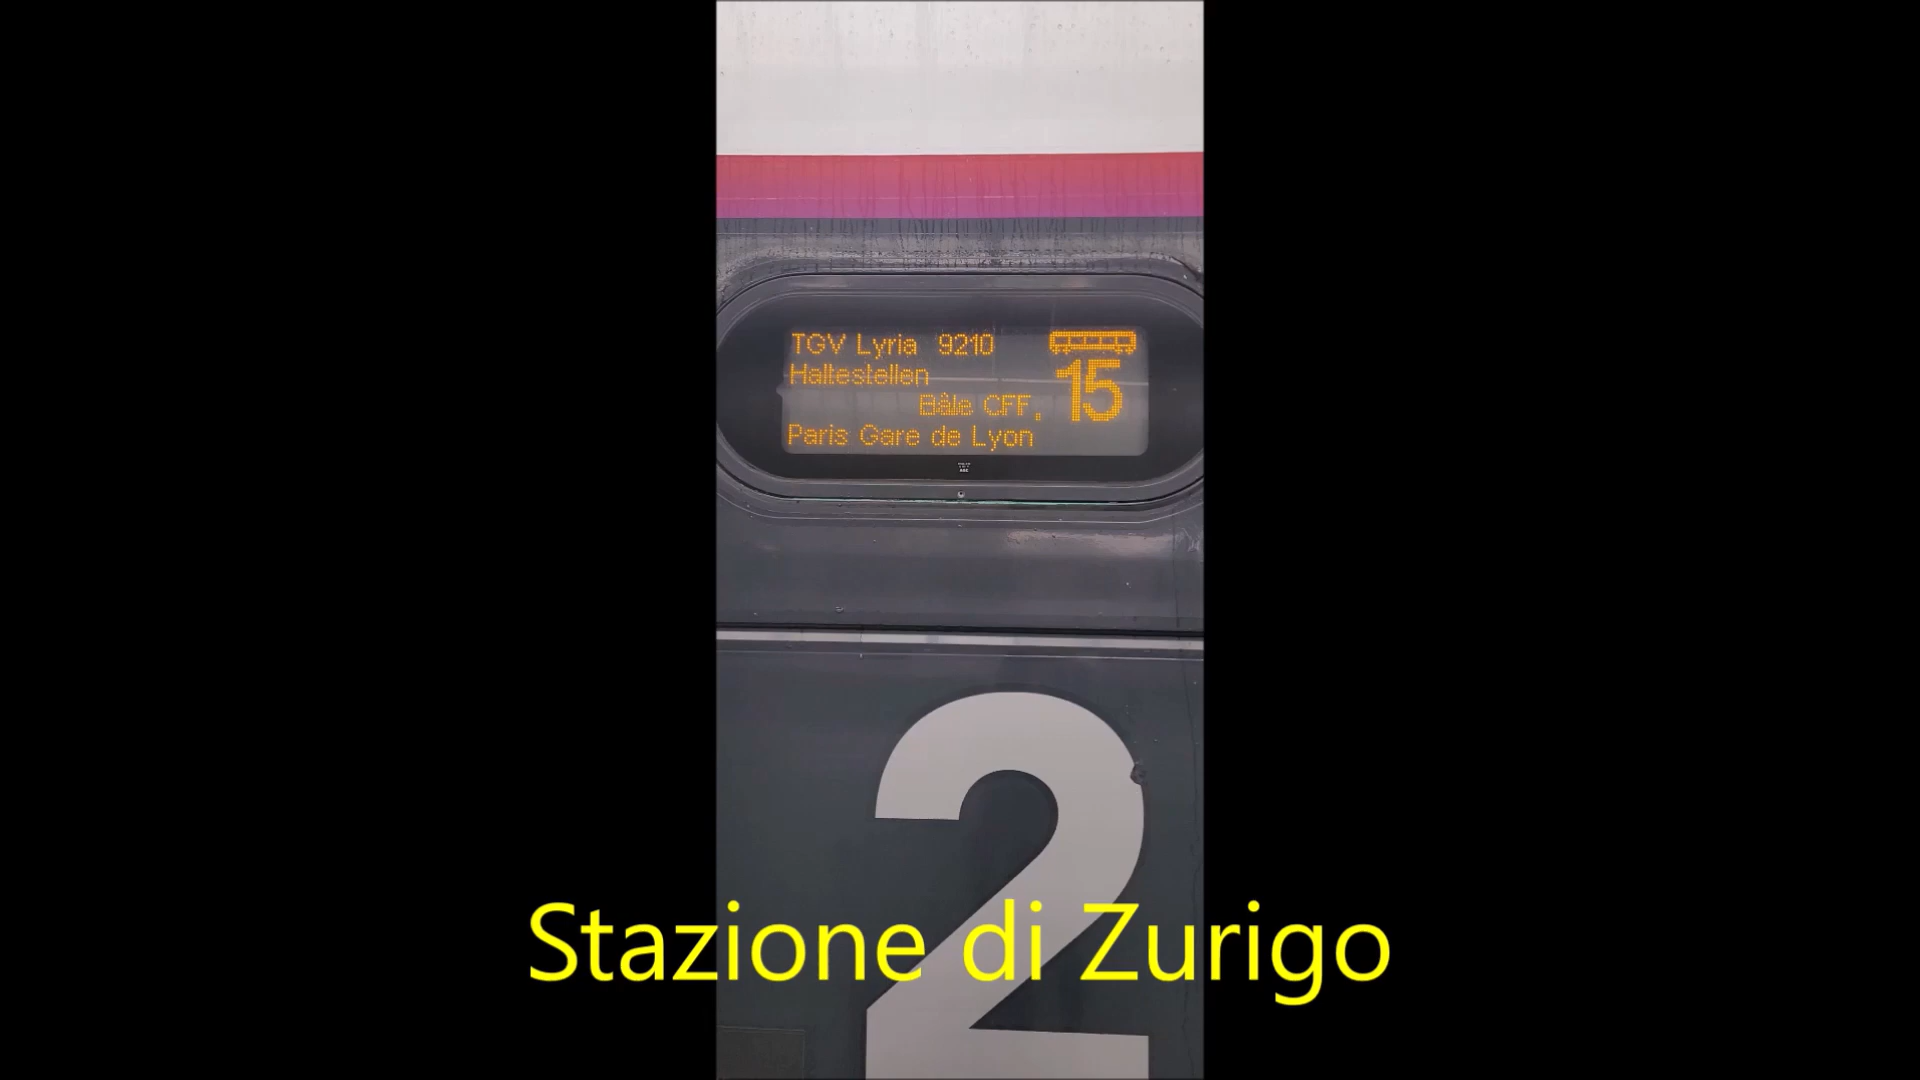 TGV Lyria 9210
15
Haltestellen
Bâle CFF,
Paris Gare de Lyon
2
Stazione di Zurigo